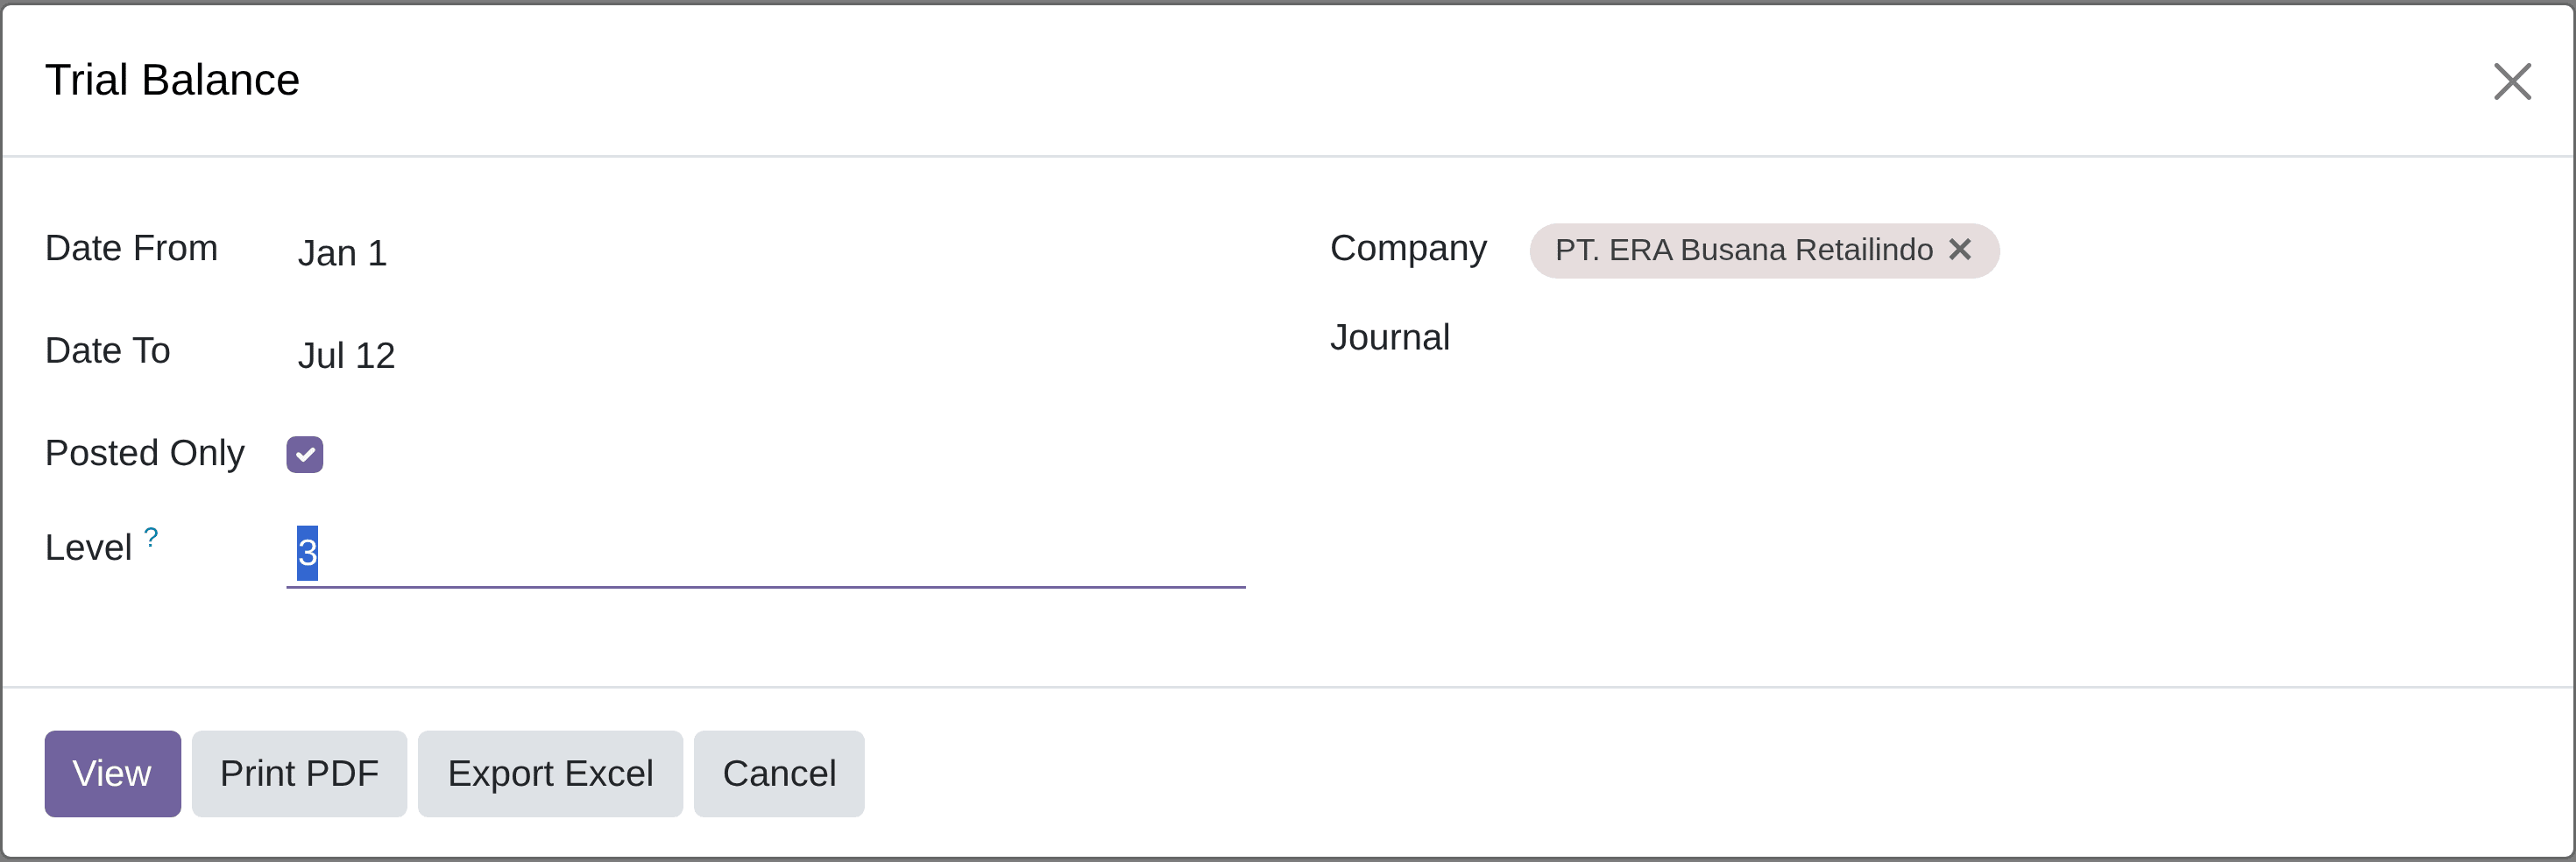 Trial Balance
Date From Jan 1
Company PT. ERA Busana Retailindo
Journal
Date To Jul 12
Posted Only
Level ? 3
View Print PDF Export Excel Cancel